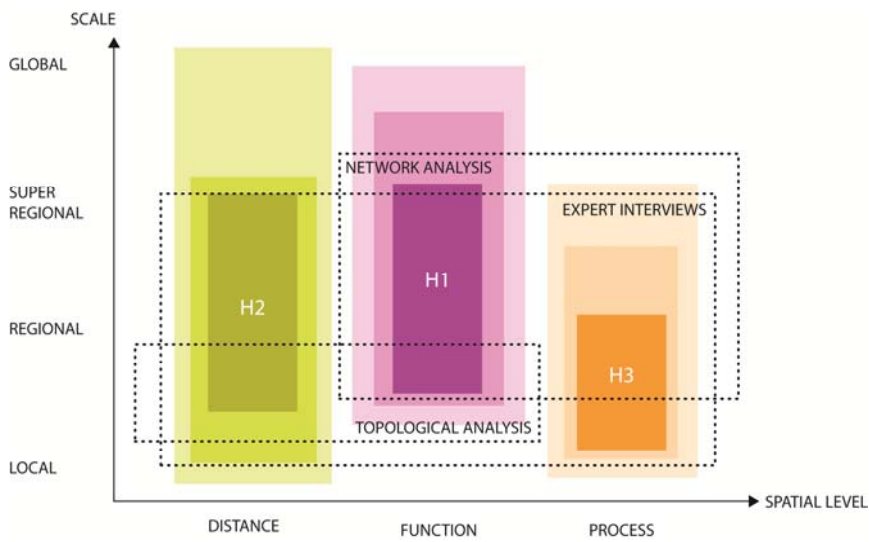 SCALE
GLOBAL
NETWORK ANALYSIS
SUPER
REGIONAL
EXPERT INTERVIEWS
H1
H2
REGIONAL
H3
TOPOLOGICAL ANALYSIS
LOCAL
SPATIAL LEVEL
DISTANCE
FUNCTION
PROCESS